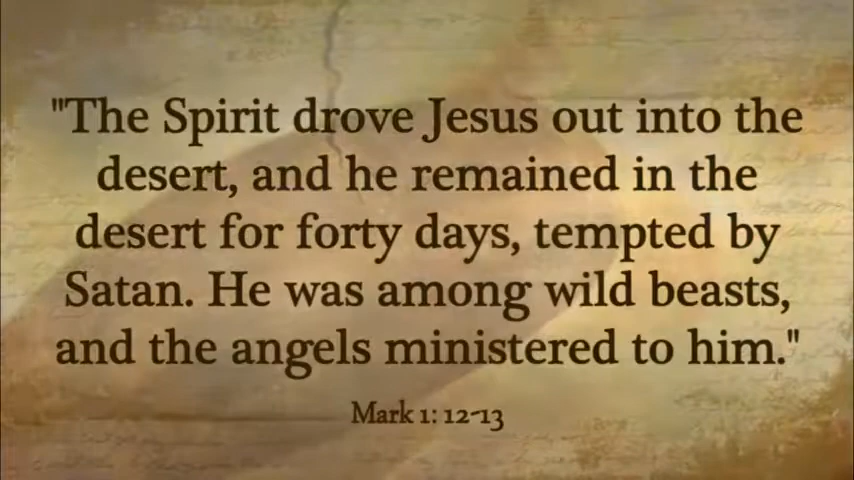 "The Spirit drove Jesus out into the
desert, and he remained in the
desert for forty days, tempted by
Satan. He was among wild beasts,
and the angels ministered to him."
Mark 1: 12-13